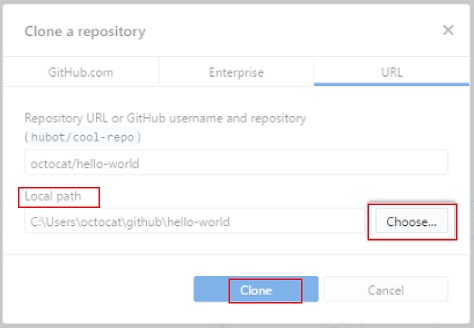 Clone a repository
GitHub.com Enterprise URL
Repository URL or GitHub username and repository
(hubot/cool-repo)
octocat/hello-world
Local path
C:\Users\octocat\github\hello-world Choose...
Clone Cancel